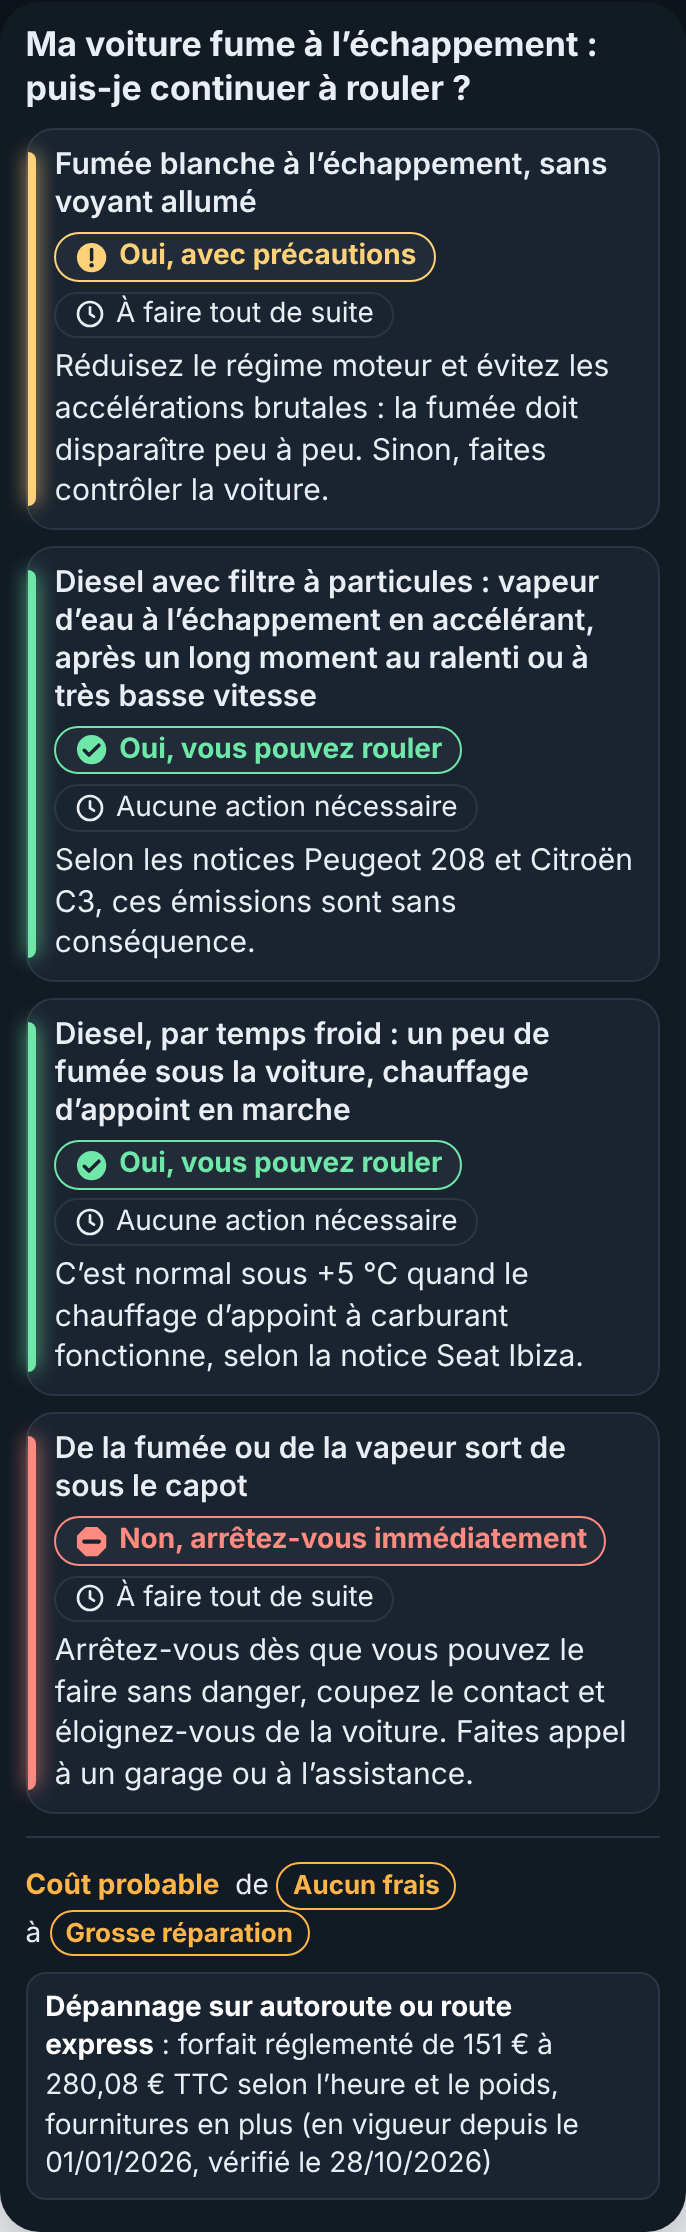 Ma voiture fume à l’échappement :
puis-je continuer à rouler ?
Fumée blanche à l’échappement, sans
voyant allumé
Oui, avec précautions
À faire tout de suite
Réduisez le régime moteur et évitez les
accélérations brutales : la fumée doit
disparaître peu à peu. Sinon, faites
contrôler la voiture.
Diesel avec filtre à particules : vapeur
d’eau à l’échappement en accélérant,
après un long moment au ralenti ou à
très basse vitesse
Oui, vous pouvez rouler
Aucune action nécessaire
Selon les notices Peugeot 208 et Citroën
C3, ces émissions sont sans
conséquence.
Diesel, par temps froid : un peu de
fumée sous la voiture, chauffage
d’appoint en marche
Oui, vous pouvez rouler
Aucune action nécessaire
C’est normal sous +5 °C quand le
chauffage d’appoint à carburant
fonctionne, selon la notice Seat Ibiza.
De la fumée ou de la vapeur sort de
sous le capot
Non, arrêtez-vous immédiatement
À faire tout de suite
Arrêtez-vous dès que vous pouvez le
faire sans danger, coupez le contact et
éloignez-vous de la voiture. Faites appel
à un garage ou à l’assistance.
Coût probable de Aucun frais
à Grosse réparation
Dépannage sur autoroute ou route
express : forfait réglementé de 151 € à
280,08 € TTC selon l’heure et le poids,
fournitures en plus (en vigueur depuis le
01/01/2026, vérifié le 28/10/2026)